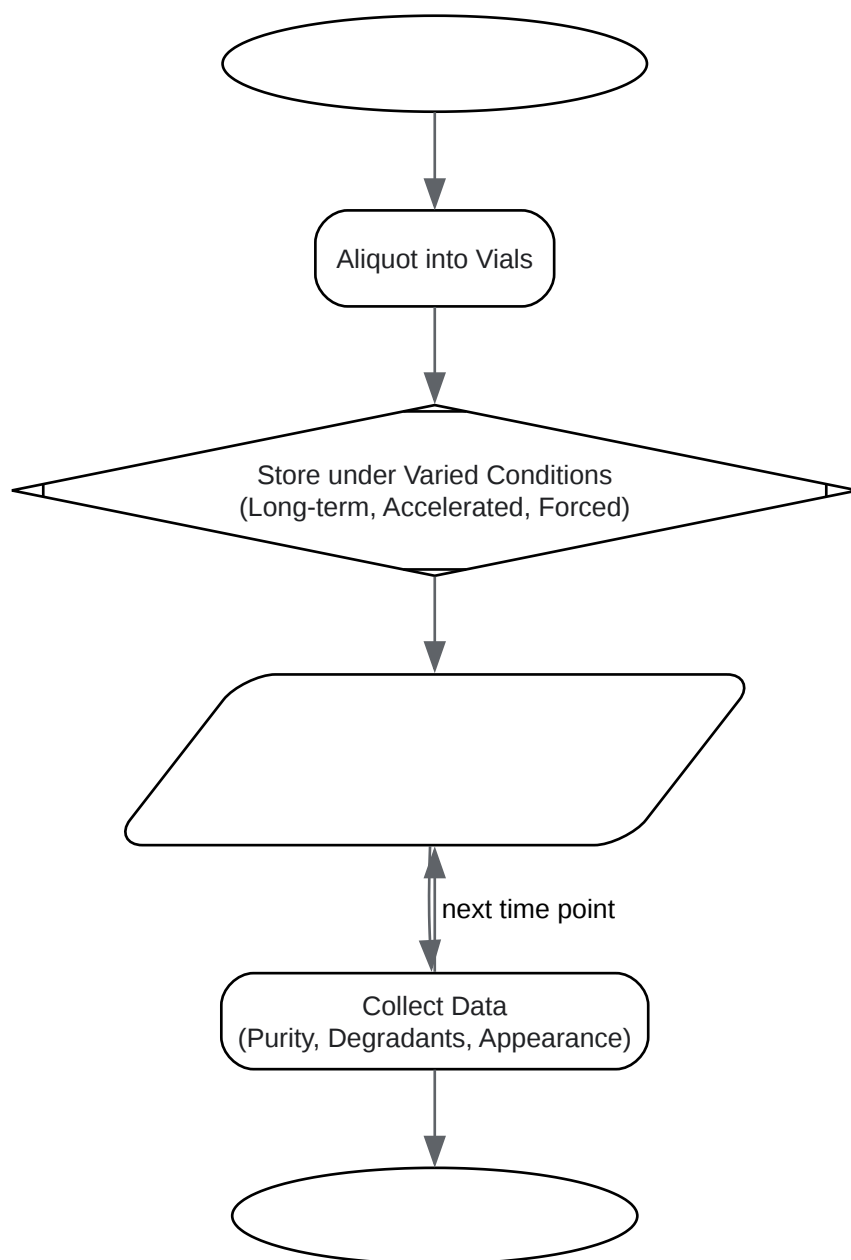 Aliquot into Vials
Store under Varied Conditions
(Long-term, Accelerated, Forced)
next time point
Collect Data
(Purity, Degradants, Appearance)